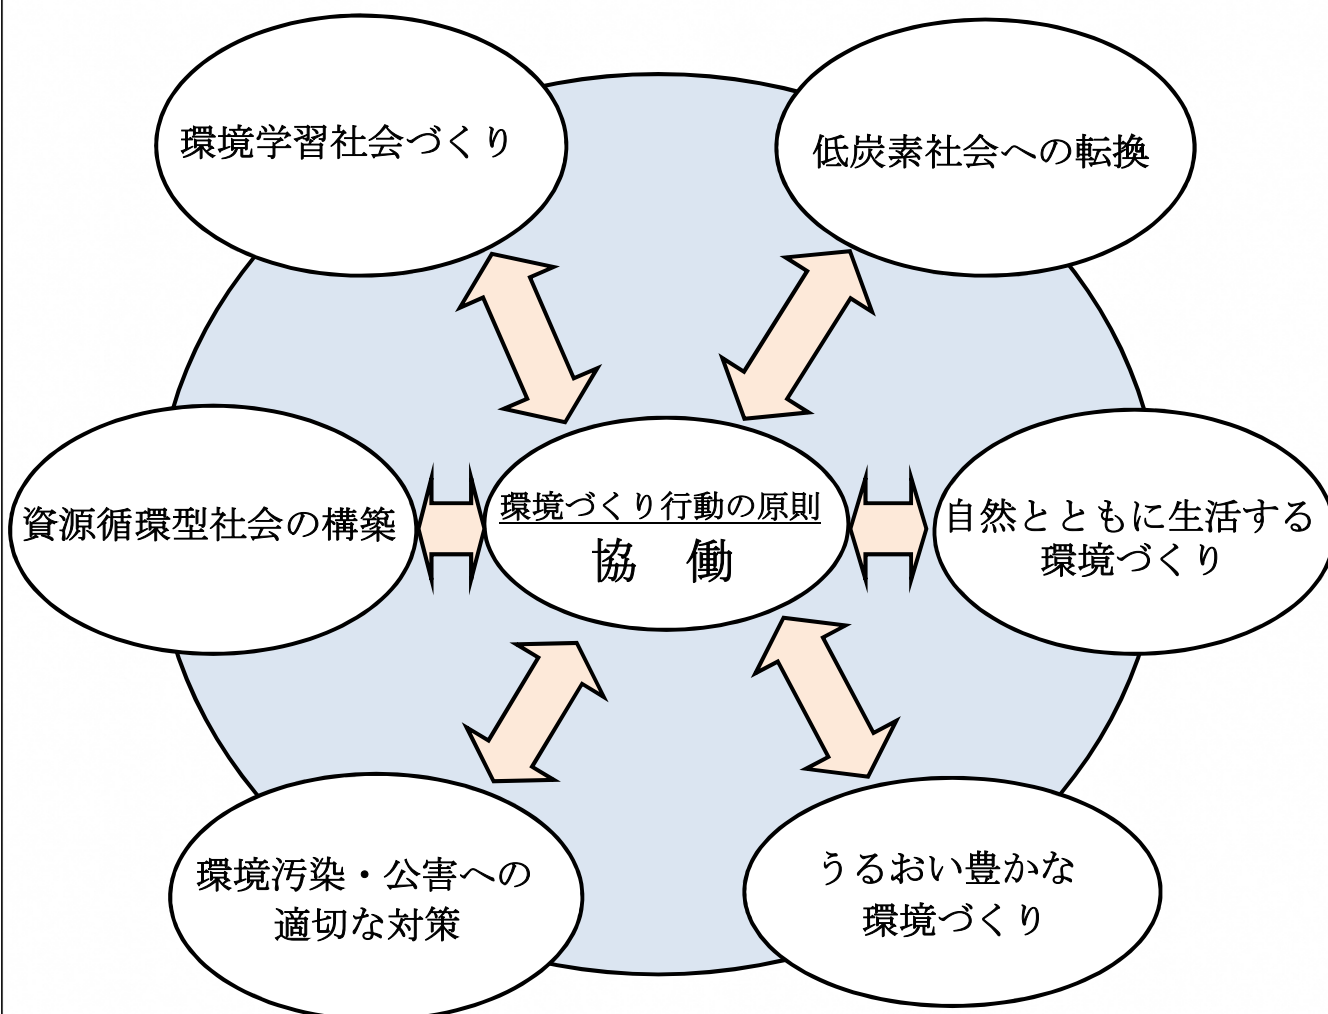 環境学習社会づくり
低炭素社会への転換
資源循環型社会の構築
環境づくり行動の原則
協　働
自然とともに生活する
環境づくり
環境汚染・公害への
適切な対策
うるおい豊かな
環境づくり